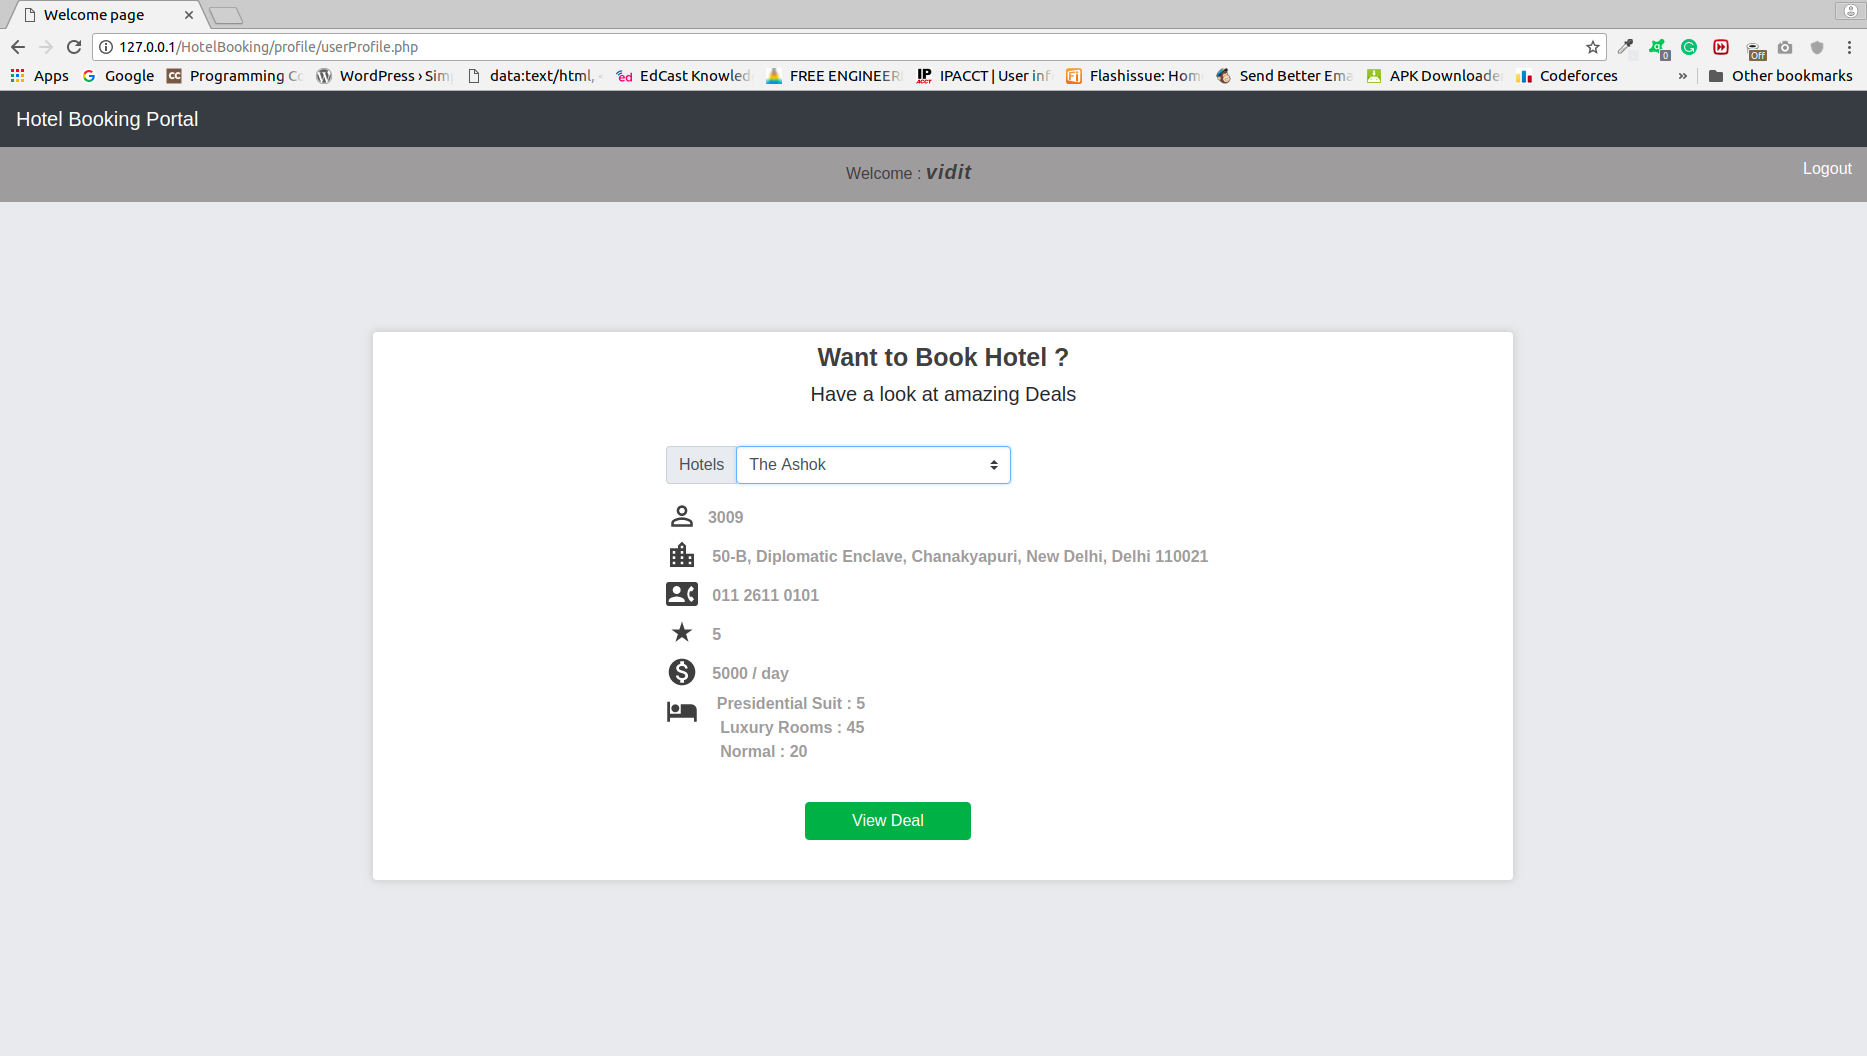 Welcome page
127.0.0.1/HotelBooking/profile/userProfile.php
0
Off
Apps Google Programming Co WordPress › Sim data:text/html, EdCast Knowled FREE ENGINEER IPACCT | User inf Flashissue: Hom Send Better Ema APK Downloade Codeforces » Other bookmarks
Hotel Booking Portal
Welcome : vidit
Logout
Want to Book Hotel ?
Have a look at amazing Deals
Hotels The Ashok
3009
50-B, Diplomatic Enclave, Chanakyapuri, New Delhi, Delhi 110021
011 2611 0101
5
5000 / day
Presidential Suit : 5
Luxury Rooms : 45
Normal : 20
View Deal